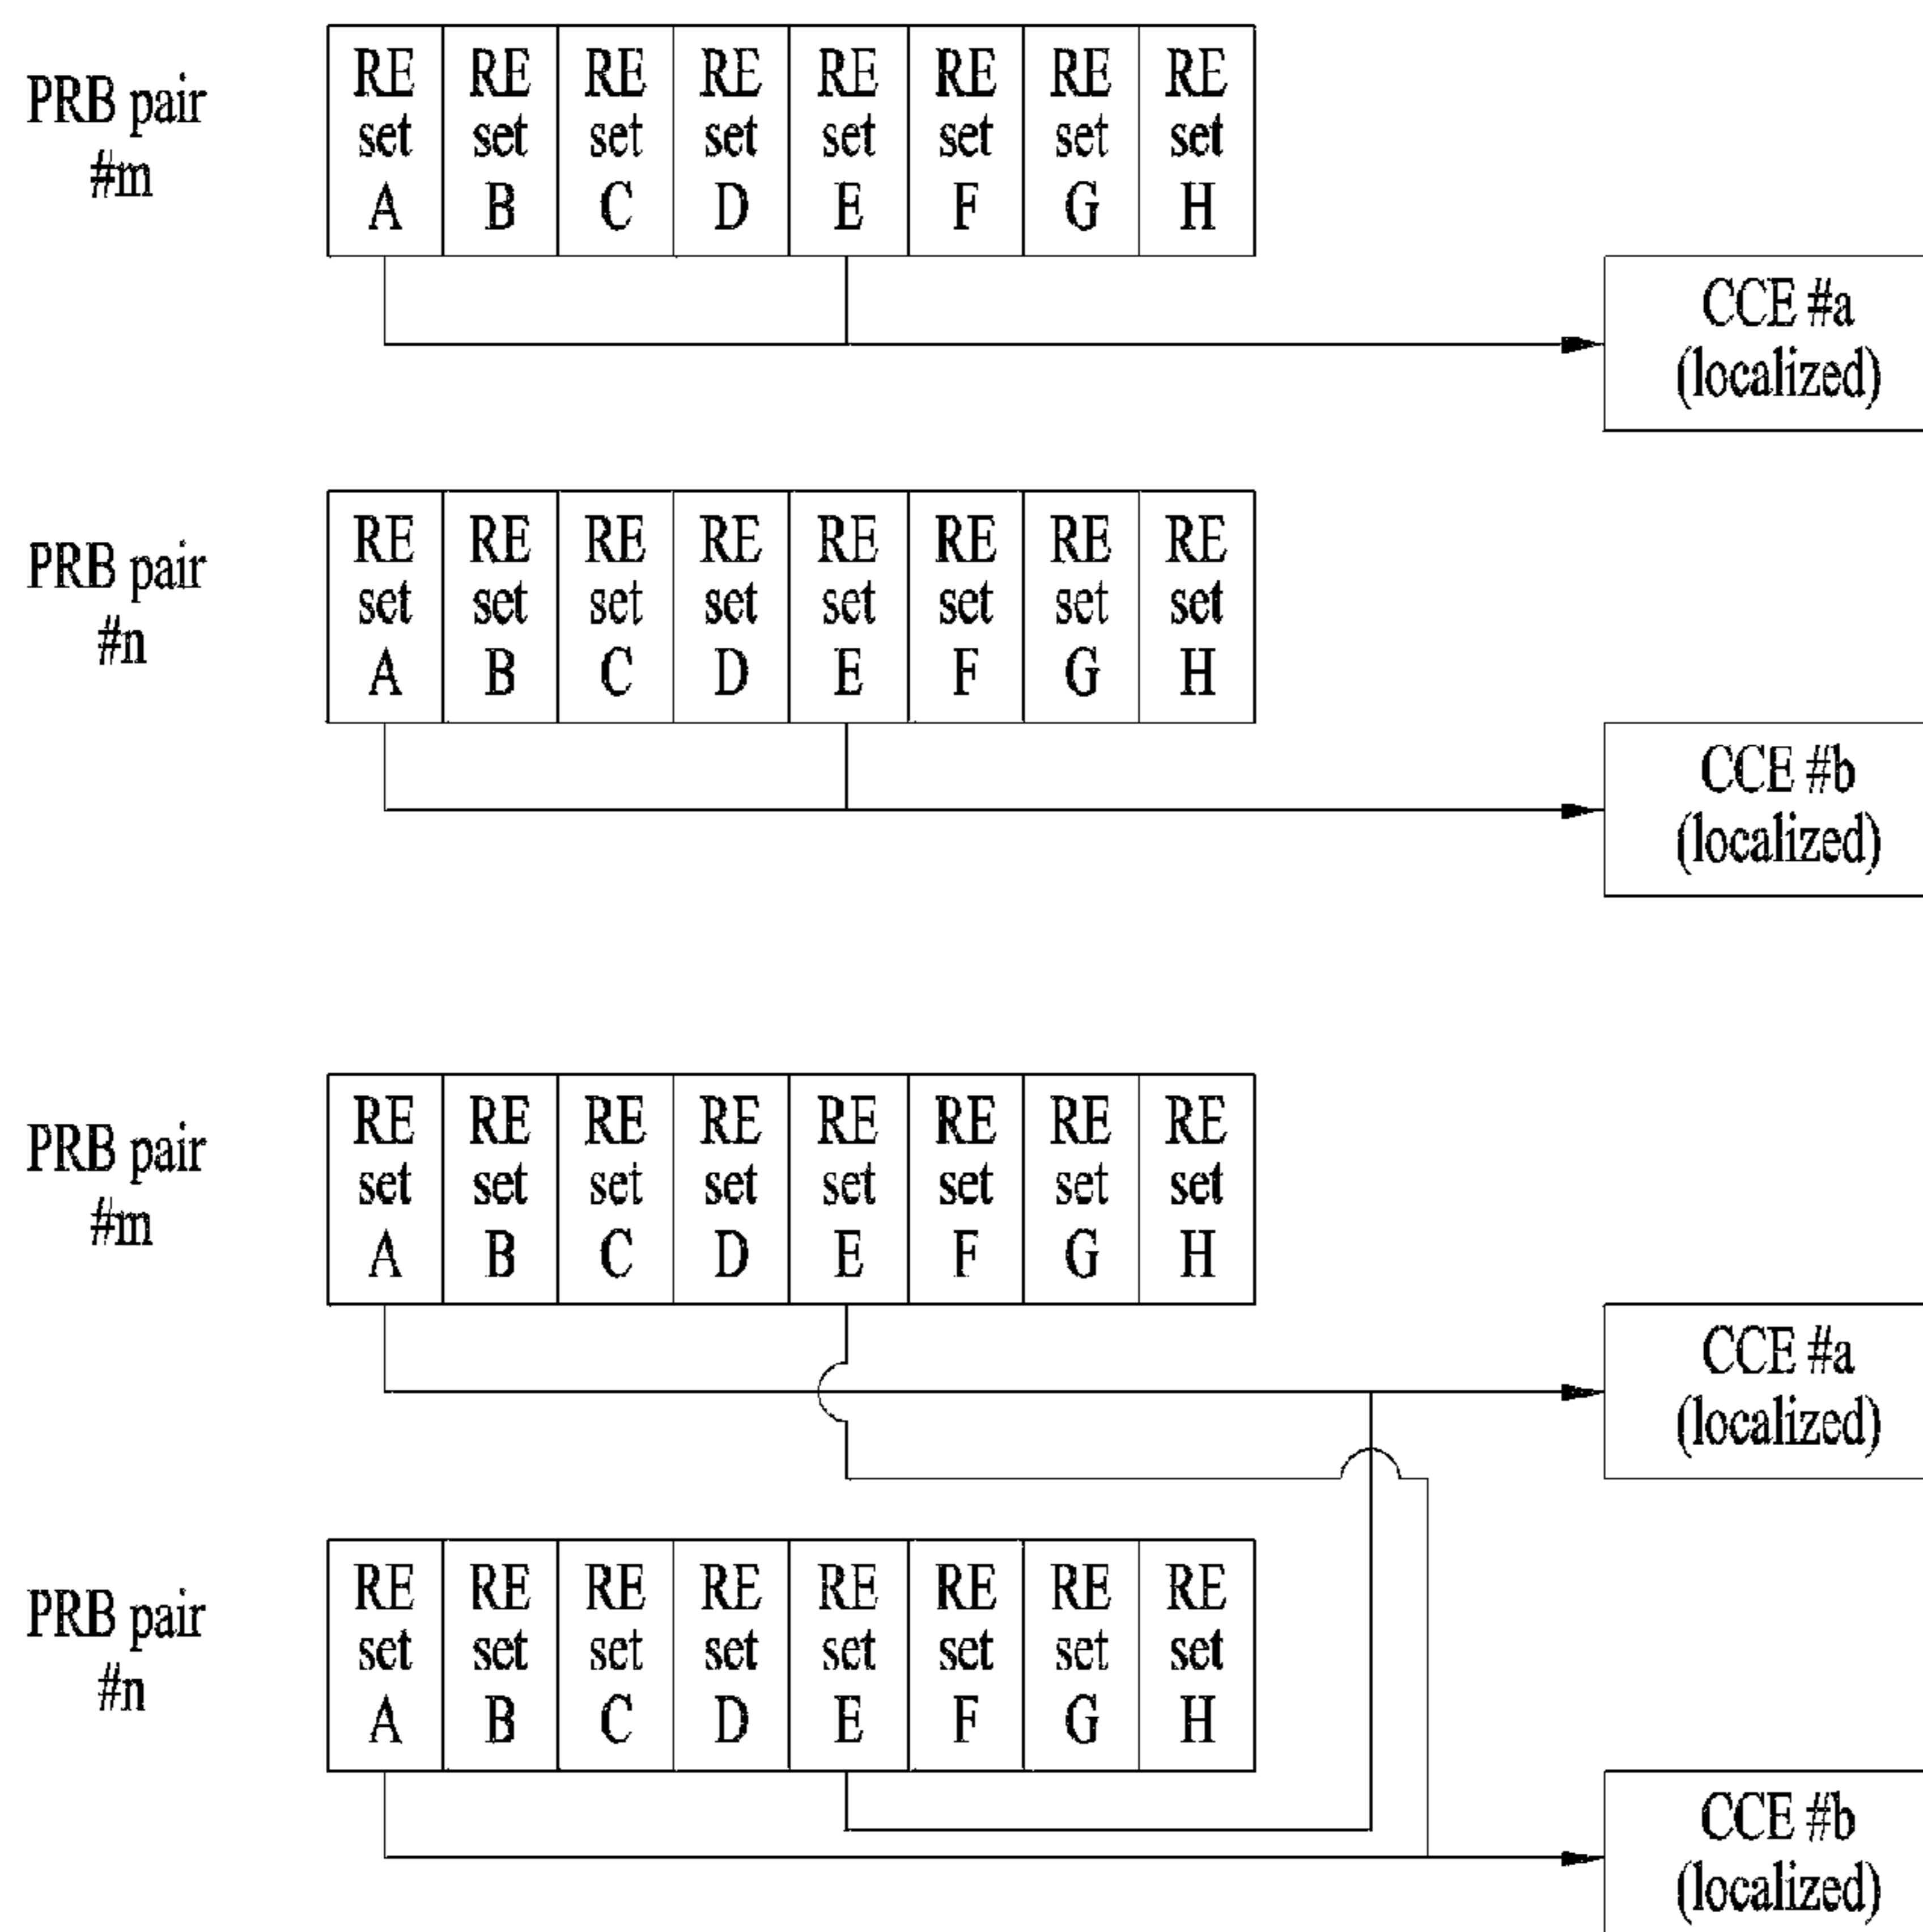 PRB pair
#m
RE RE RE RE RE RE RE RE
set set set set set set set set
A B C D E F G H
CCE #a
(localized)
PRB pair
#n
RE RE RE RE RE RE RE RE
set set set set set set set set
A B C D E F G H
CCE #b
(localized)
PRB pair
#m
RE RE RE RE RE RE RE RE
set set set set set set set set
A B C D E F G H
CCE #a
(localized)
PRB pair
#n
RE RE RE RE RE RE RE RE
set set set set set set set set
A B C D E F G H
CCE #b
(localized)